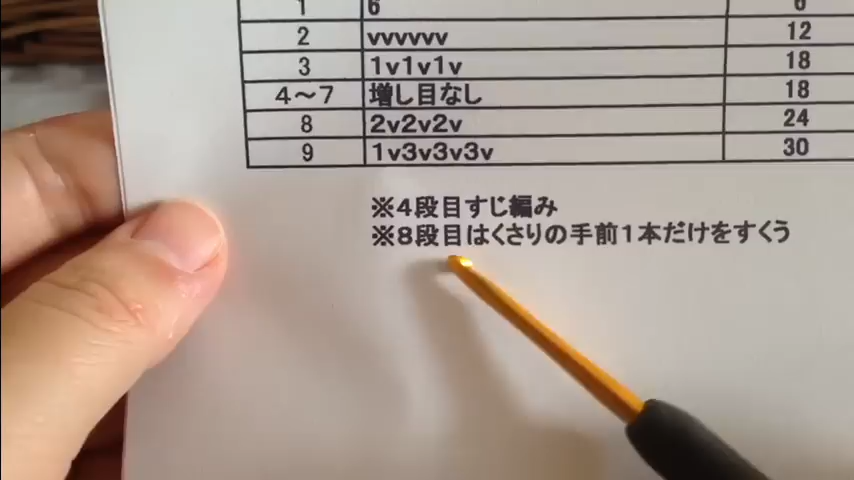 1 6 6
2 vvvvvv 12
3 1v1v1v 18
4～7 増し目なし 18
8 2v2v2v 24
9 1v3v3v3v 30
※4段目すじ編み
※8段目はくさりの手前1本だけをすくう